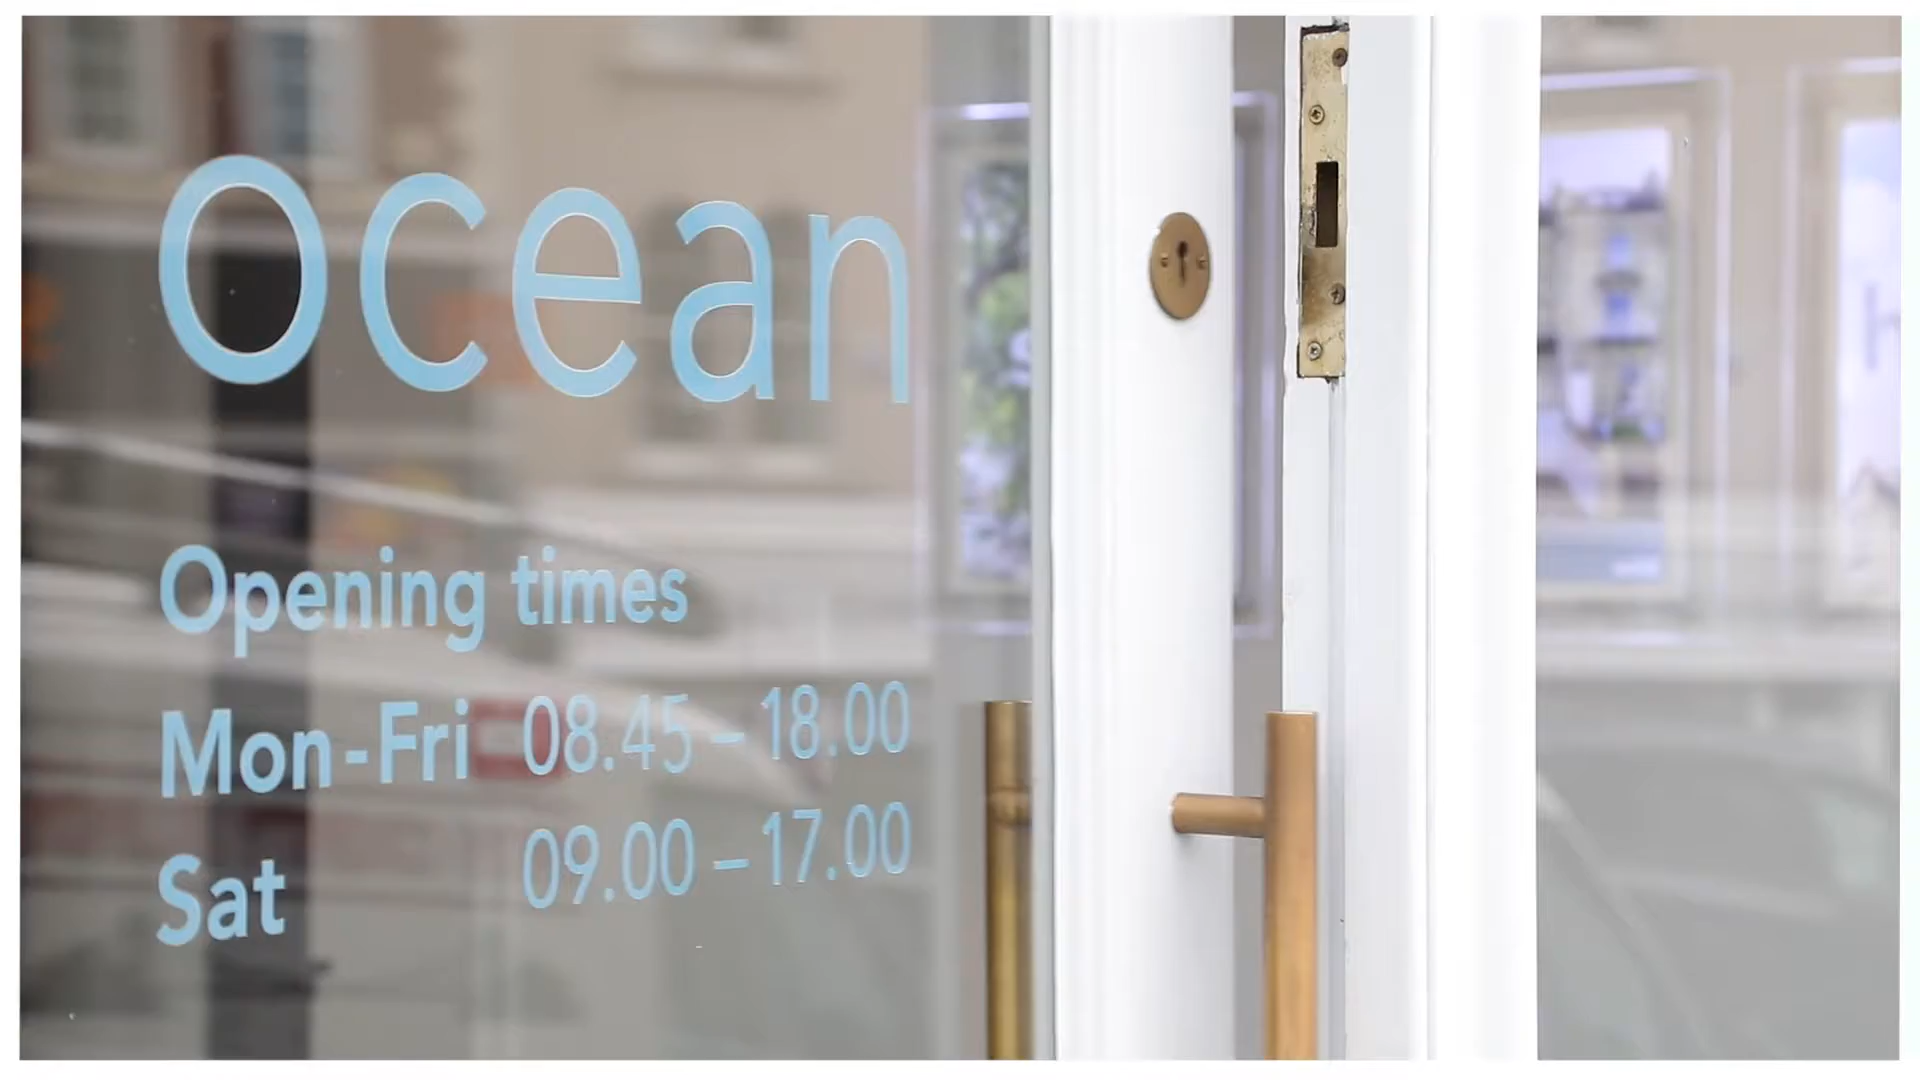 Ocean
Opening times
Mon-Fri 08.45 – 18.00
Sat 09.00 – 17.00